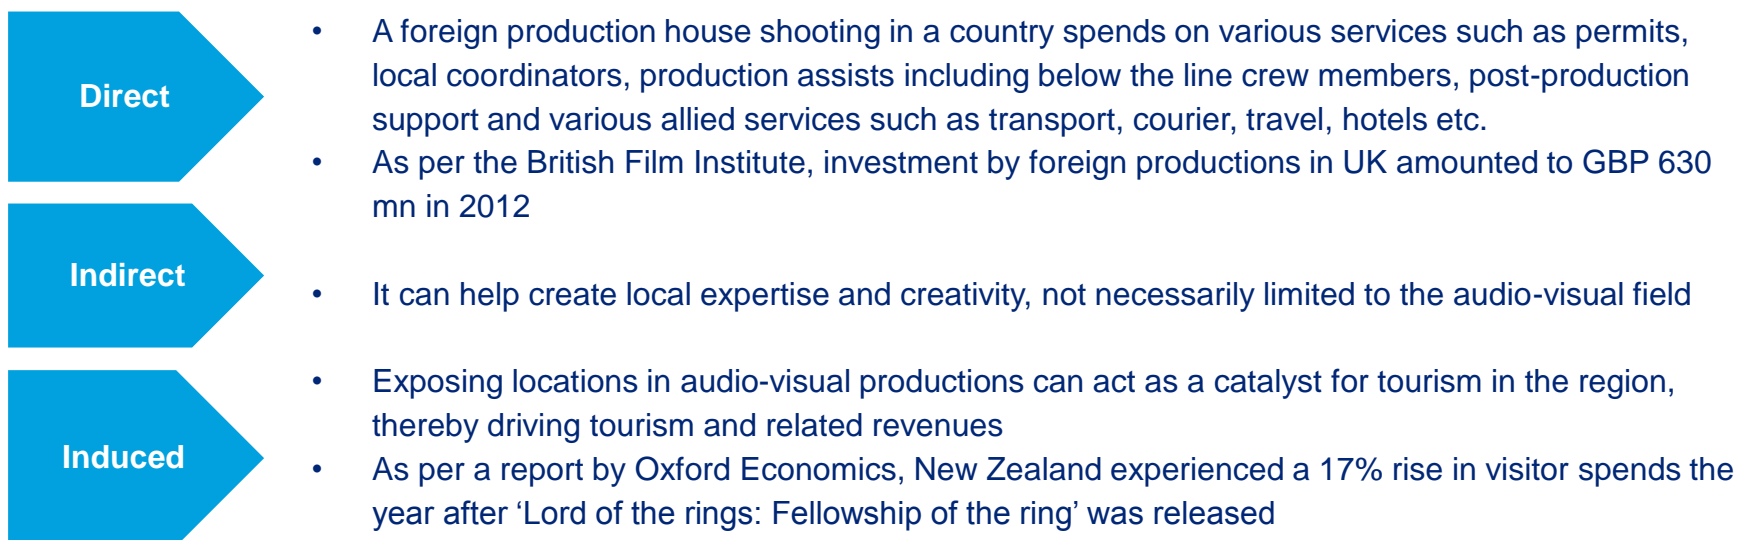 Direct
• A foreign production house shooting in a country spends on various services such as permits,
local coordinators, production assists including below the line crew members, post-production
support and various allied services such as transport, courier, travel, hotels etc.
• As per the British Film Institute, investment by foreign productions in UK amounted to GBP 630
mn in 2012
Indirect
• It can help create local expertise and creativity, not necessarily limited to the audio-visual field
Induced
• Exposing locations in audio-visual productions can act as a catalyst for tourism in the region,
thereby driving tourism and related revenues
• As per a report by Oxford Economics, New Zealand experienced a 17% rise in visitor spends the
year after ‘Lord of the rings: Fellowship of the ring’ was released